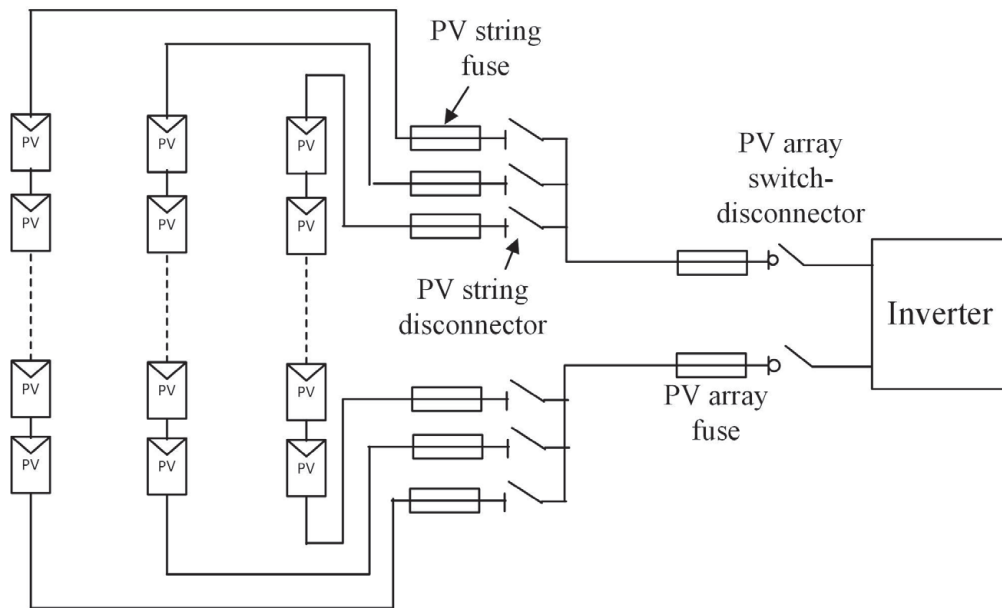 PV string
fuse
PV
PV
PV
PV array
switch-
disconnector
PV
PV
PV
PV string
disconnector
Inverter
PV
PV
PV
PV array
fuse
PV
PV
PV